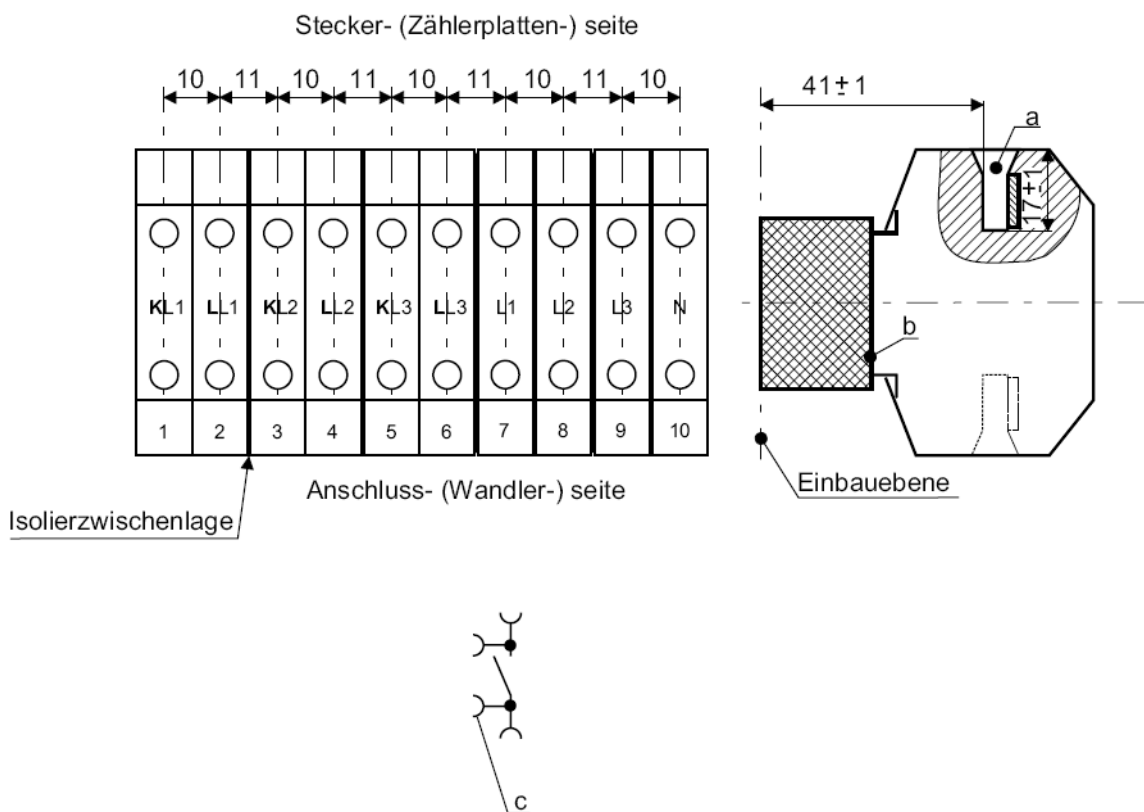 Stecker- (Zählerplatten-) seite
10 11 10 11 10 11 10 11 10
41 ± 1
a
17±1
KL1 LL1 KL2 LL2 KL3 LL3 L1 L2 L3 N
b
1 2 3 4 5 6 7 8 9 10
Anschluss- (Wandler-) seite
Einbauebene
Isolierzwischenlage
c